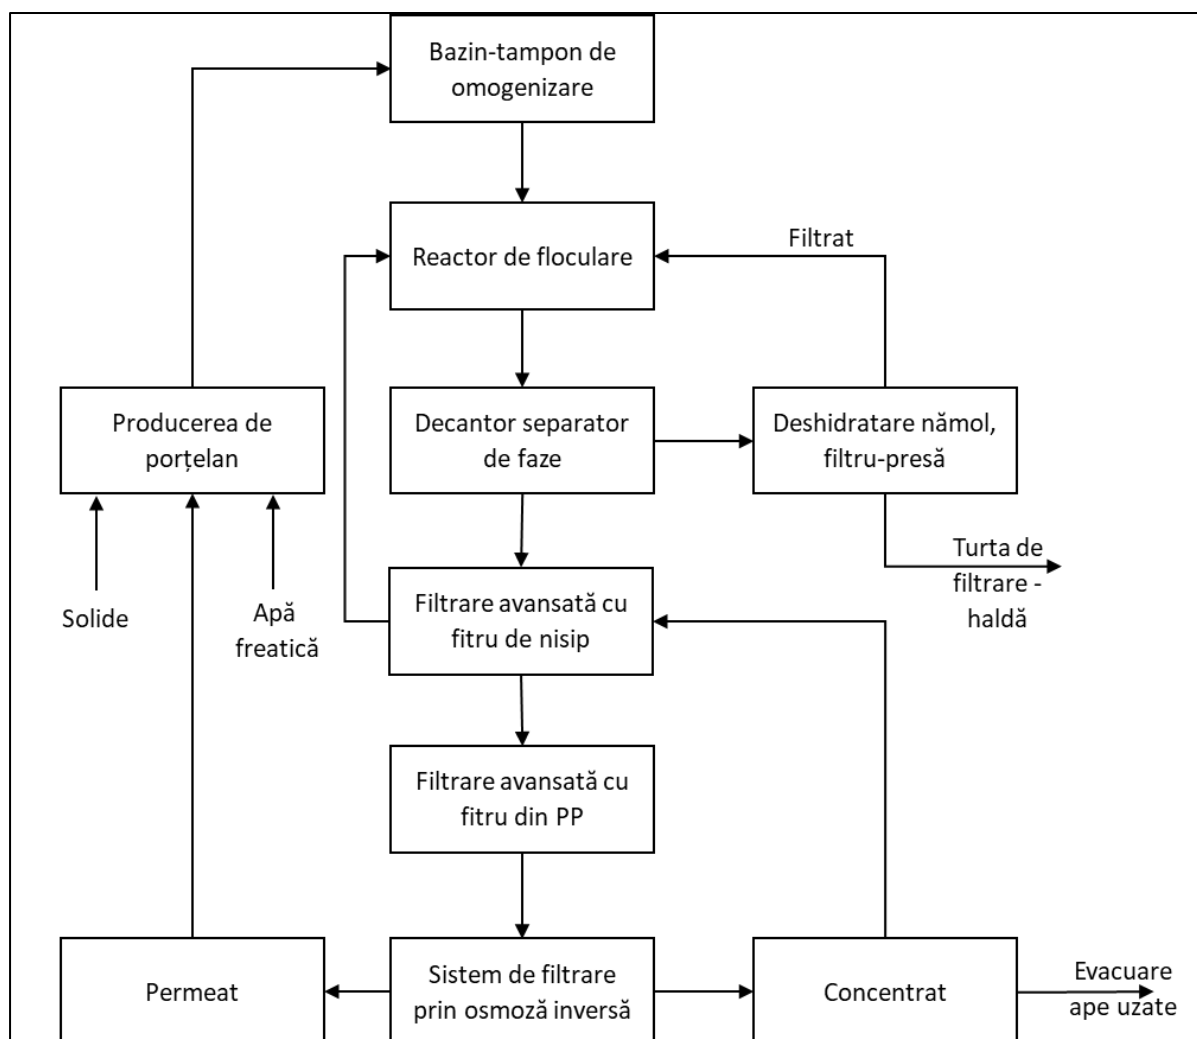 Bazin-tampon de
omogenizare
Reactor de floculare
Filtrat
Producerea de
porțelan
Decantor separator
de faze
Deshidratare nămol,
filtru-presă
Solide
Apă
freatică
Filtrare avansată cu
fitru de nisip
Turta de
filtrare -
haldă
Filtrare avansată cu
fitru din PP
Permeat
Sistem de filtrare
prin osmoză inversă
Concentrat
Evacuare
ape uzate